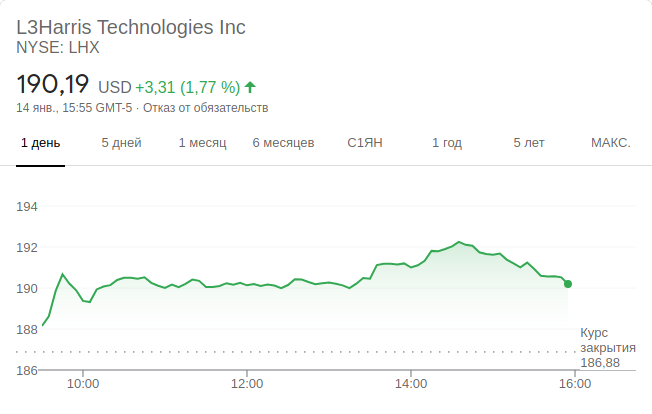 L3Harris Technologies Inc
NYSE: LHX
190,19 USD +3,31 (1,77 %)
14 янв., 15:55 GMT-5 · Отказ от обязательств
1 день 5 дней 1 месяц 6 месяцев С1ЯН 1 год 5 лет МАКС.
194
192
190
188
Курс
закрытия
186,88
186
10:00 12:00 14:00 16:00